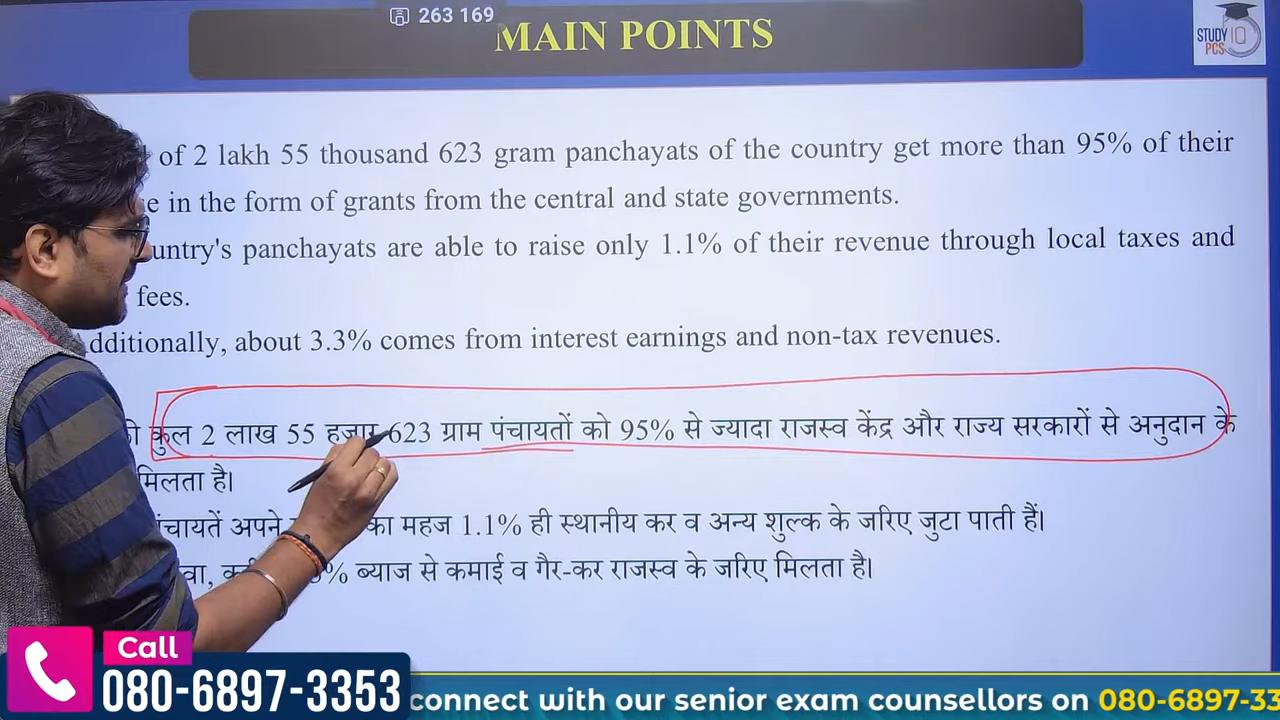 263 169
MAIN POINTS
STUDY IQ
PCS
of 2 lakh 55 thousand 623 gram panchayats of the country get more than 95% of their
in the form of grants from the central and state governments.
panchayats are able to raise only 1.1% of their revenue through local taxes and
fees.
dditionally, about 3.3% comes from interest earnings and non-tax revenues.
कुल 2 लाख 55 हजार 623 ग्राम पंचायतों को 95% से ज्यादा राजस्व केंद्र और राज्य सरकारों से अनुदान के
मिलता है।
पंचायतें अपने का महज 1.1% ही स्थानीय कर व अन्य शुल्क के जरिए जुटा पाती हैं।
% ब्याज से कमाई व गैर-कर राजस्व के जरिए मिलता है।
Call
080-6897-3353
connect with our senior exam counsellors on 080-6897-33